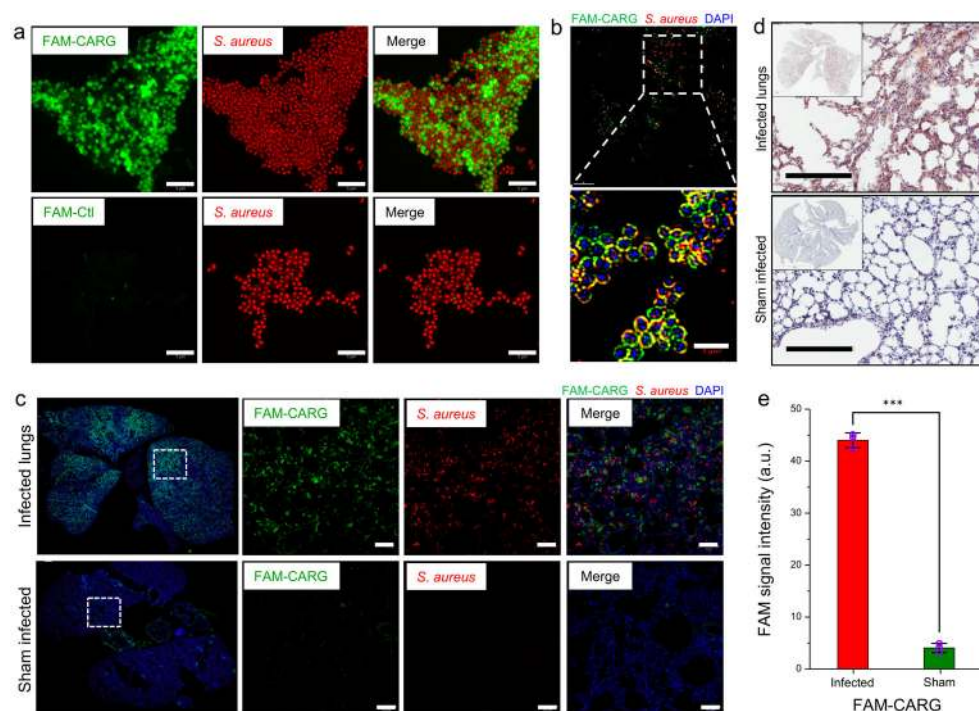 a
FAM-CARG
S. aureus
Merge
FAM-Ctl
S. aureus
Merge
b
FAM-CARG S. aureus DAPI
c
FAM-CARG S. aureus DAPI
Infected lungs
FAM-CARG
S. aureus
Merge
Sham infected
FAM-CARG
S. aureus
Merge
d
Infected lungs
Sham infected
e
FAM signal intensity (a.u.)
50
40
30
20
10
0
***
Infected
Sham
FAM-CARG